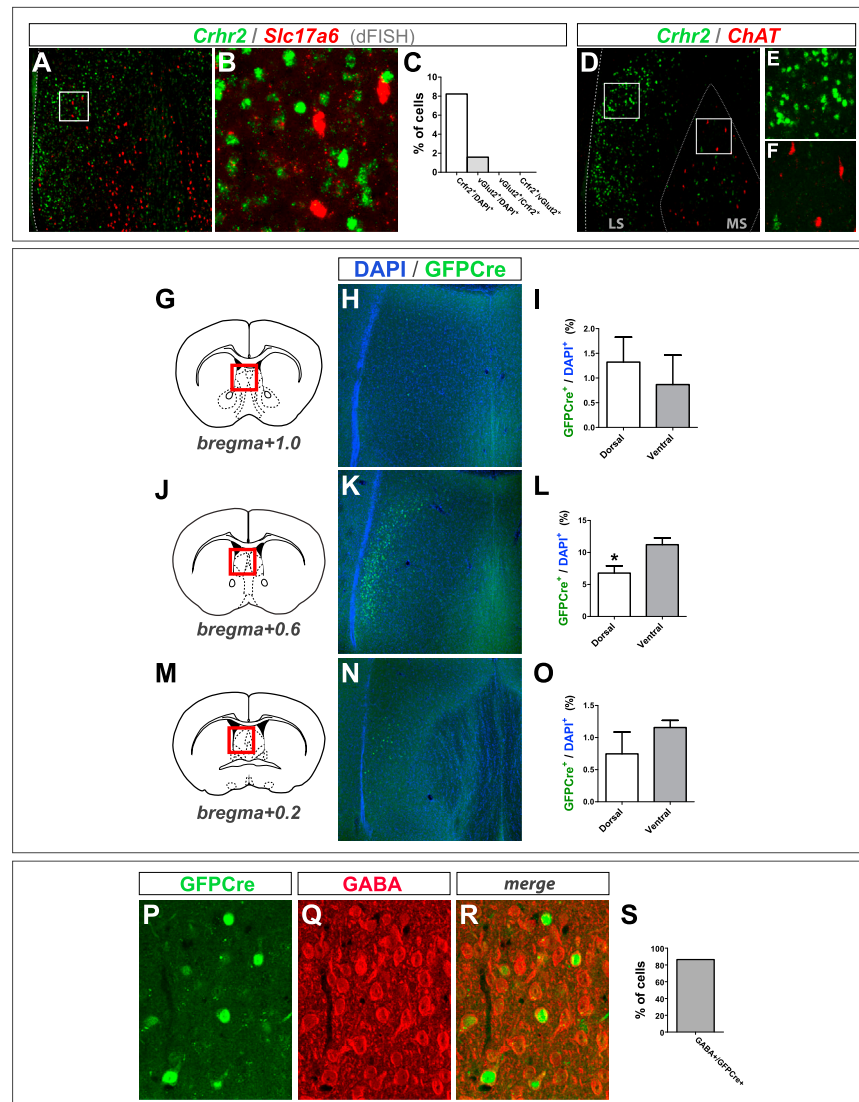 Crhr2 / Slc17a6 (dFISH)
Crhr2 / ChAT
A
B
C
% of cells
10
8
6
4
2
0
Crfr2+/DAPI+
vGlut2+/DAPI+
vGlut2+/Crfr2+
Crfr2+/vGlut2+
D
LS
MS
E
F
DAPI / GFPCre
G
bregma+1.0
H
I
GFPCre+ / DAPI+ (%)
2.0
1.5
1.0
0.5
0.0
Dorsal
Ventral
J
bregma+0.6
K
L
GFPCre+ / DAPI+ (%)
15
10
5
0
*
Dorsal
Ventral
M
bregma+0.2
N
O
GFPCre+ / DAPI+ (%)
1.5
1.0
0.5
0.0
Dorsal
Ventral
GFPCre
GABA
merge
P
Q
R
S
% of cells
100
80
60
40
20
0
GABA+/GFPCre+